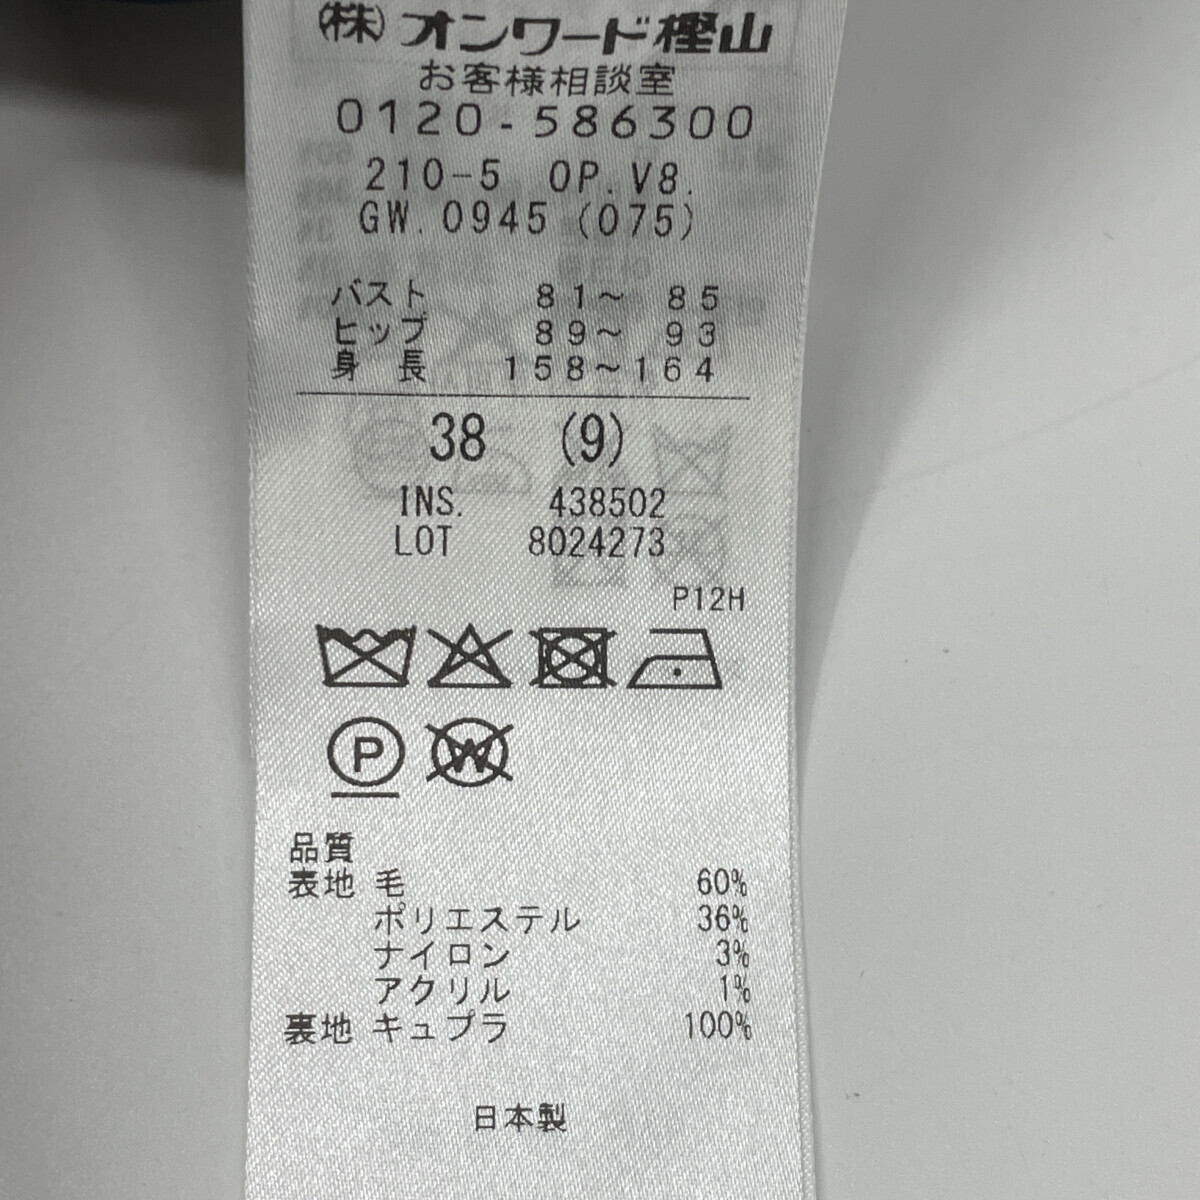 (株)オンワード樫山
お客様相談室
0120-586300
210-5 OP.V8.
GW.0945(075)
バスト 81～ 85
ヒップ 89～ 93
身 長 158～164
38 (9)
INS. 438502
LOT 8024273
P12H
P W
品質
表地 毛 60%
ポリエステル 36%
ナイロン 3%
アクリル 1%
裏地 キュプラ 100%
日本製